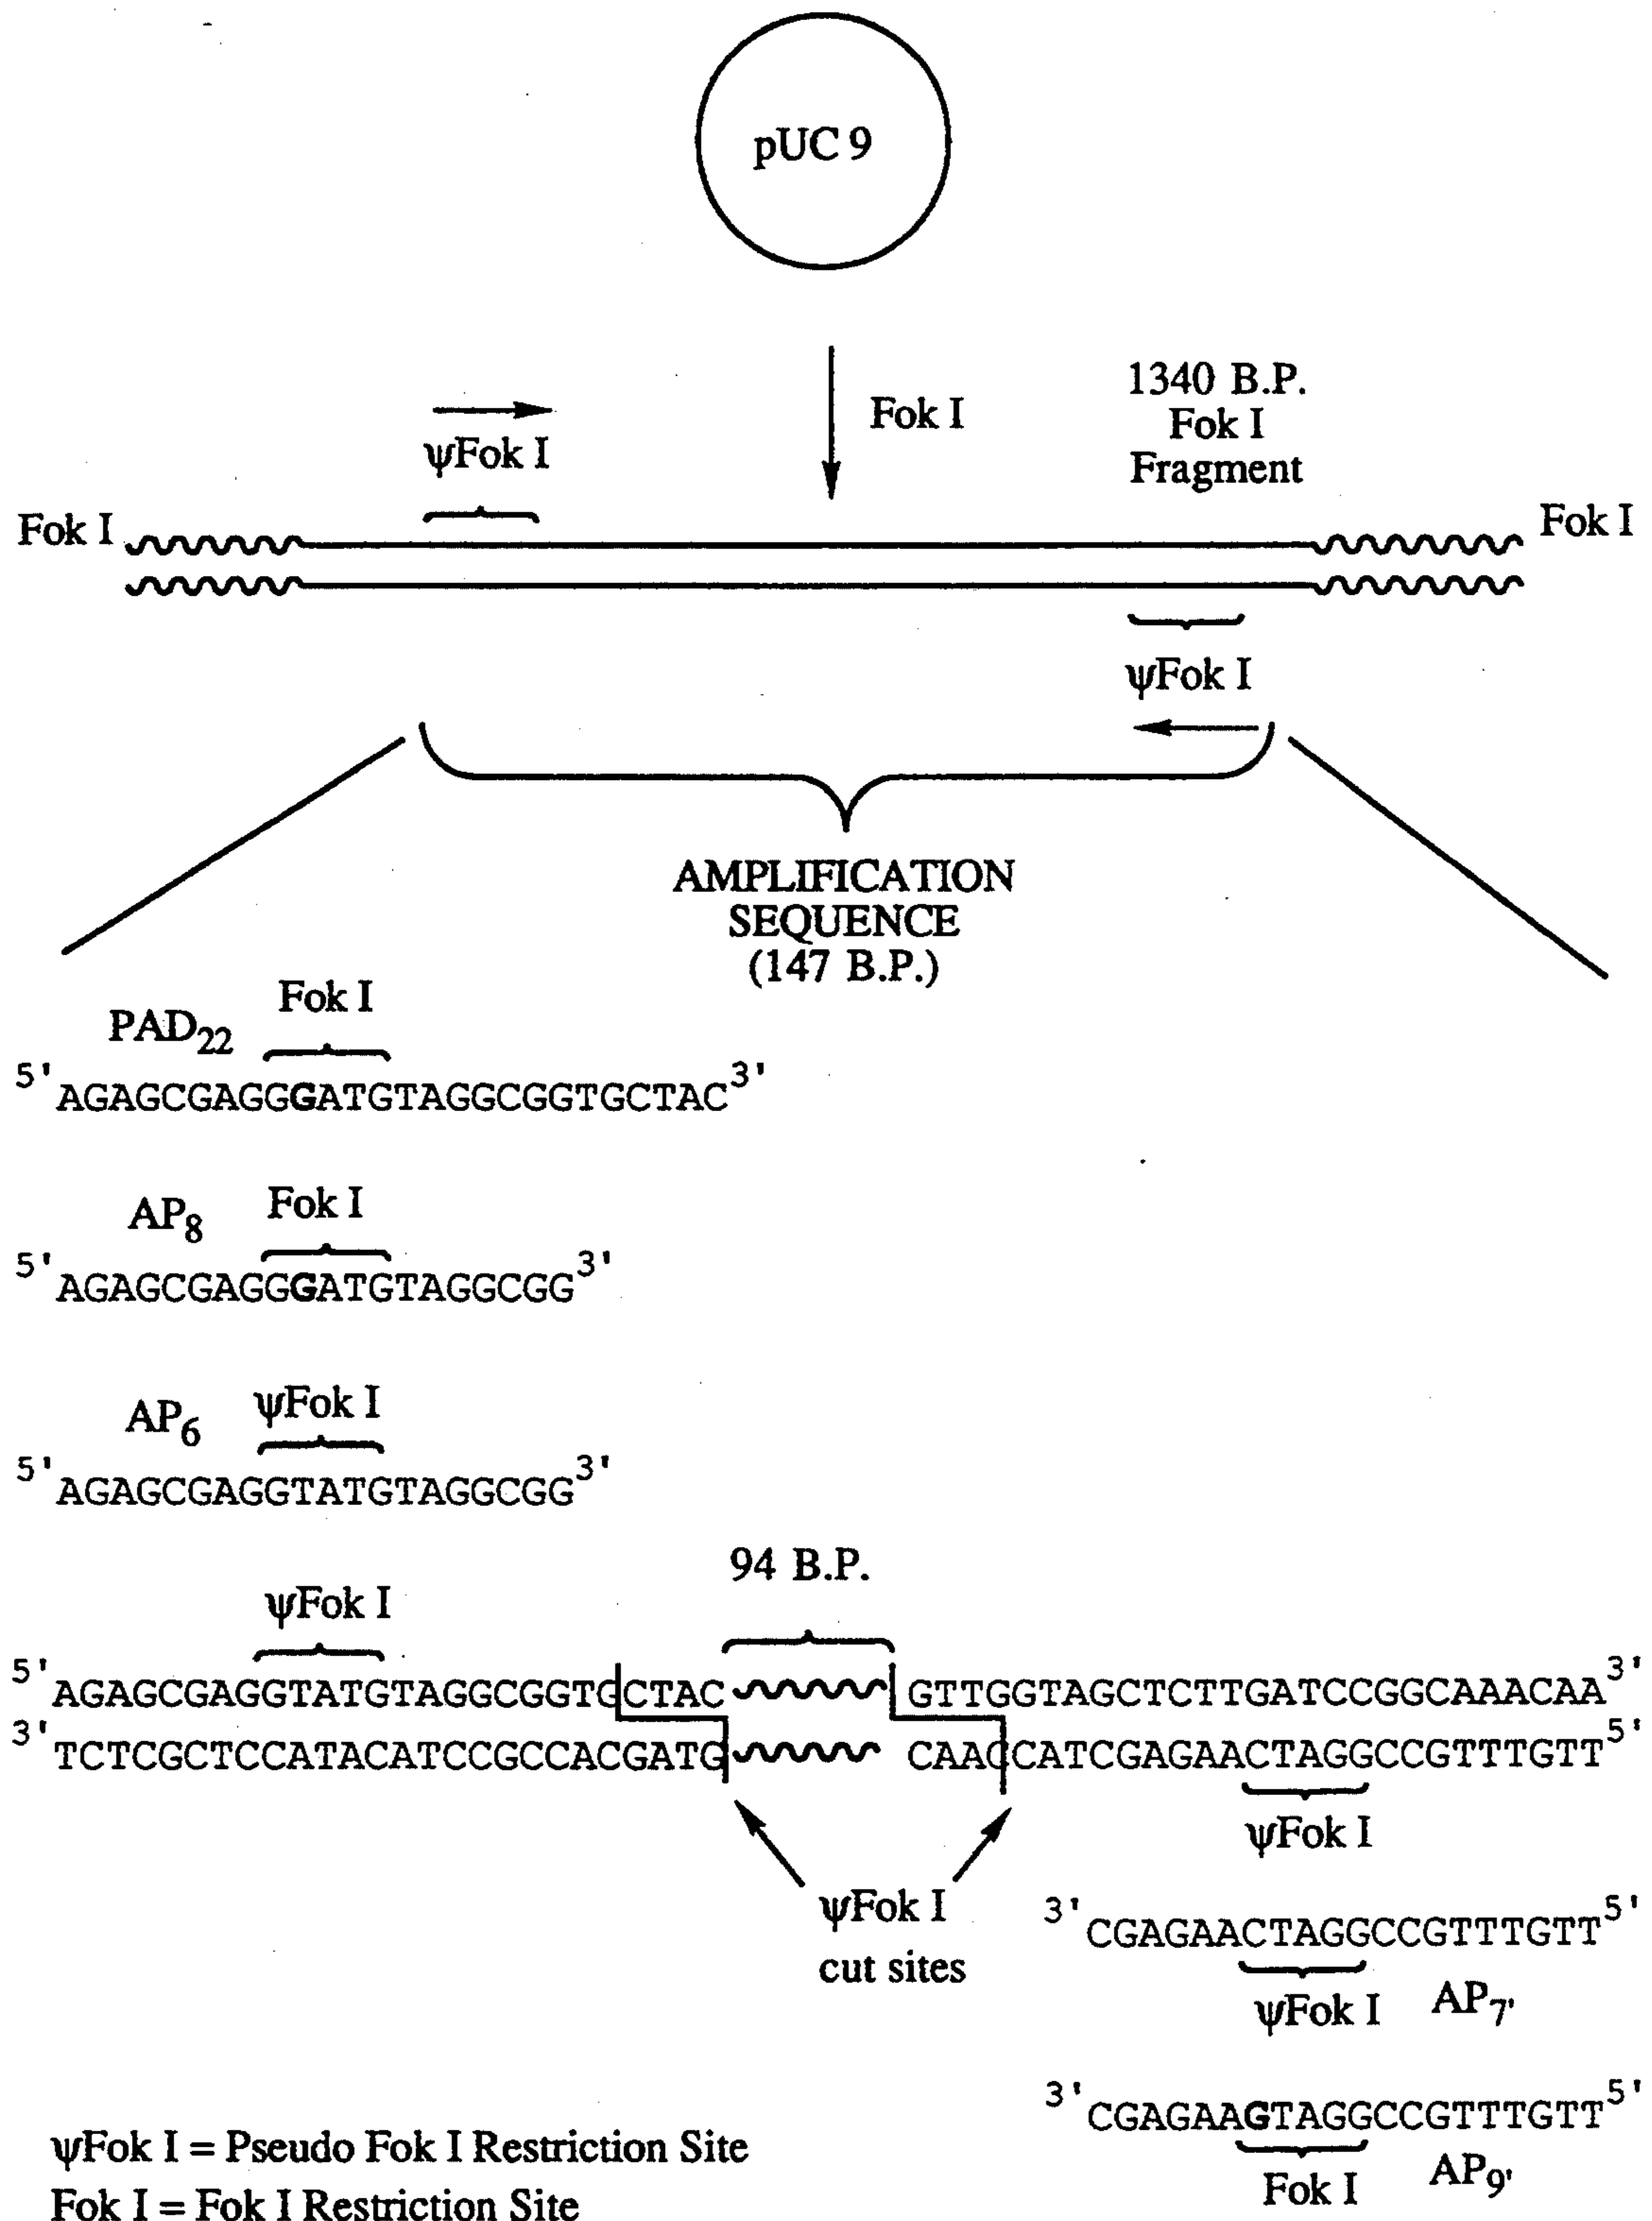 pUC 9
Fok I
1340 B.P.
Fok I
Fragment
ψFok I
Fok I
Fok I
ψFok I
AMPLIFICATION
SEQUENCE
(147 B.P.)
Fok I
PAD22
5' AGAGCGAGGGATGTAGGCGGTGCTAC 3'
Fok I
AP8
5' AGAGCGAGGGATGTAGGCGG 3'
ψFok I
AP6
5' AGAGCGAGGTATGTAGGCGG 3'
94 B.P.
ψFok I
5' AGAGCGAGGTATGTAGGCGGTGCTAC GTTGGTAGCTCTTGATCCGGCAAACAA 3'
3' TCTCGCTCCATACATCCGCCACGATG CAACCATCGAGAACTAGGCCGTTTGTT 5'
ψFok I
ψFok I
cut sites
3' CGAGAACTAGGCCGTTTGTT 5'
ψFok I AP7'
3' CGAGAAGTAGGCCGTTTGTT 5'
Fok I AP9'
ψFok I = Pseudo Fok I Restriction Site
Fok I = Fok I Restriction Site